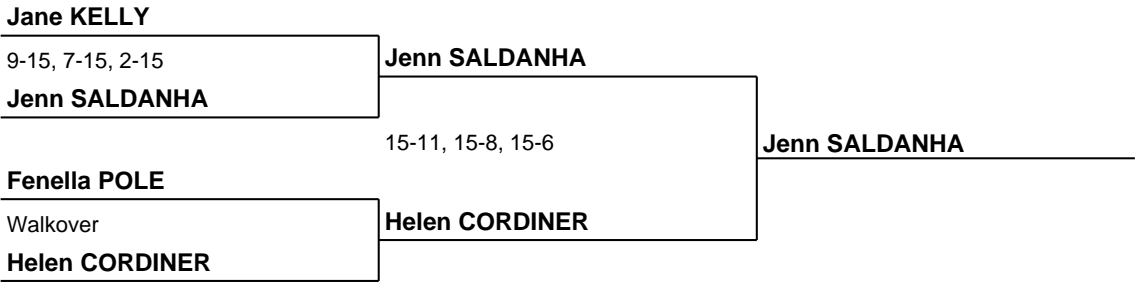 Jane KELLY
9-15, 7-15, 2-15
Jenn SALDANHA
Jenn SALDANHA
15-11, 15-8, 15-6
Jenn SALDANHA
Fenella POLE
Walkover
Helen CORDINER
Helen CORDINER